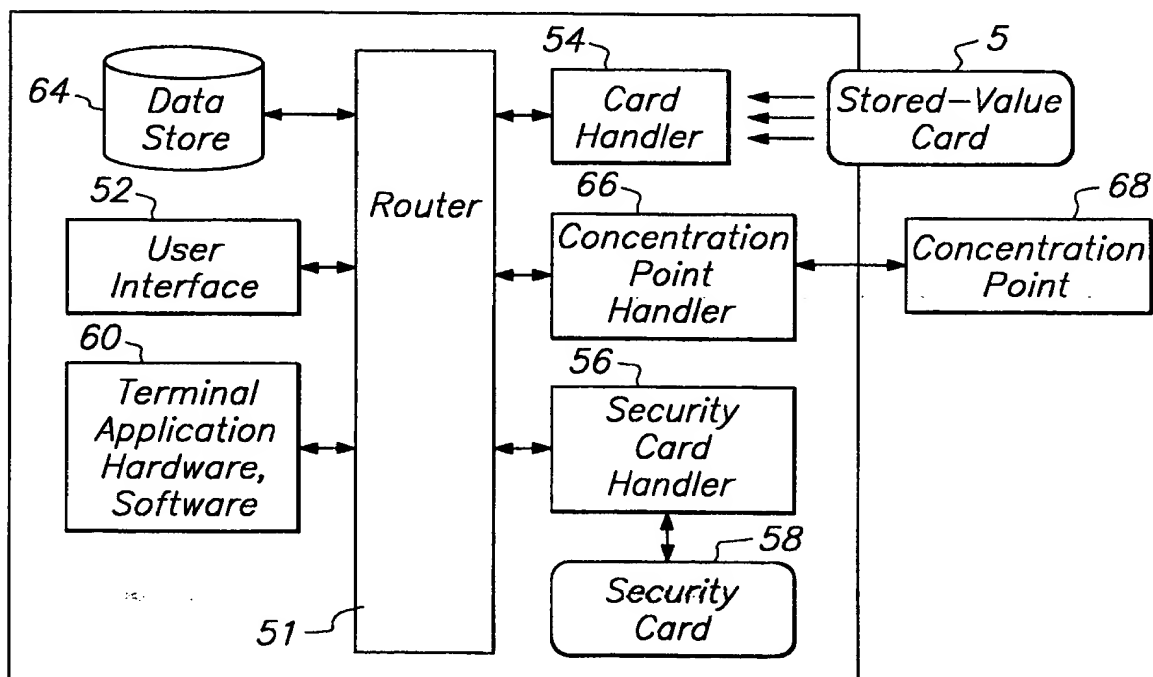 54
5
64
Data
Store
Card
Handler
Stored-Value
Card
52
Router
66
68
User
Interface
Concentration
Point
Handler
Concentration
Point
60
56
Terminal
Application
Hardware,
Software
Security
Card
Handler
58
51
Security
Card